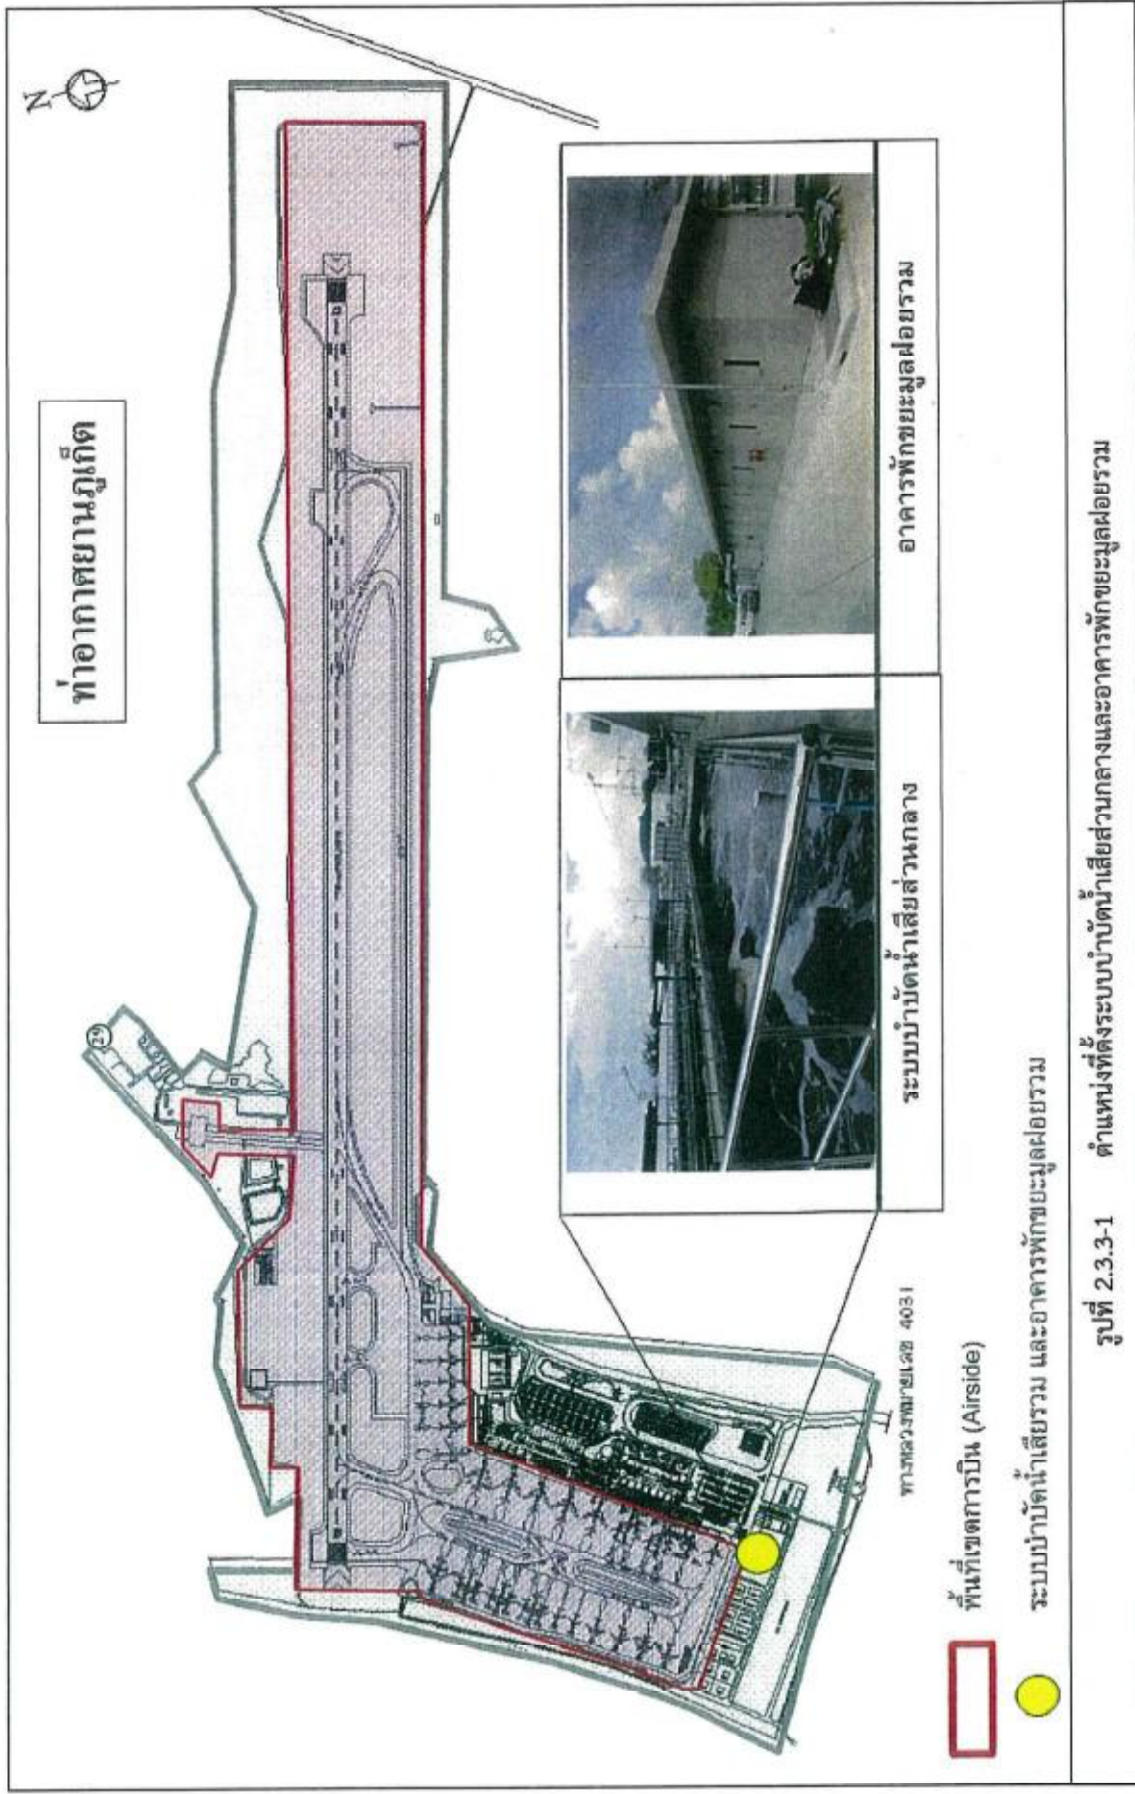 ท่าอากาศยานภูเก็ต
N
29
ทางหลวงหมายเลข 4031
ระบบบำบัดน้ำเสียส่วนกลาง
อาคารพักขยะมูลฝอยรวม
พื้นที่เขตการบิน (Airside)
ระบบบำบัดน้ำเสียรวม และอาคารพักขยะมูลฝอยรวม
รูปที่ 2.3.3-1 ตำแหน่งที่ตั้งระบบบำบัดน้ำเสียส่วนกลางและอาคารพักขยะมูลฝอยรวม